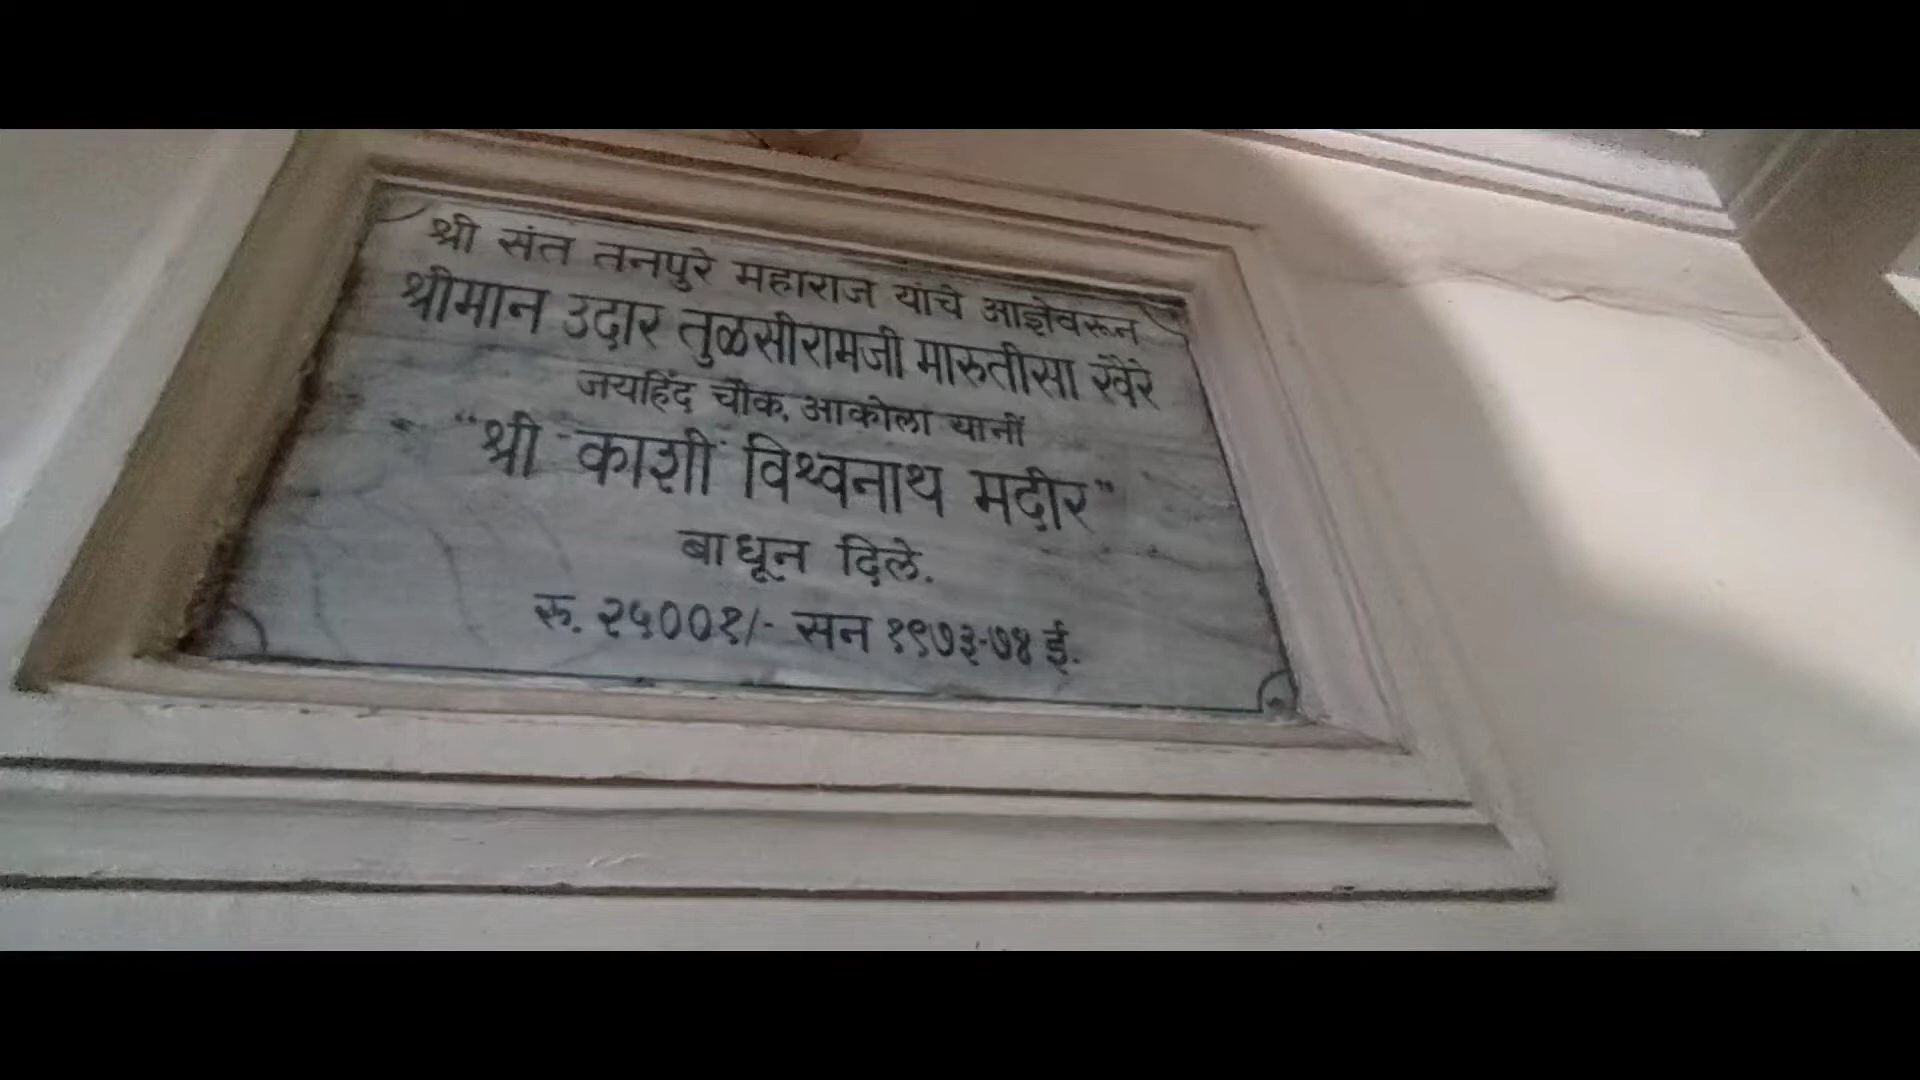 श्री संत तनपुरे महाराज यांचे आज्ञेवरून
श्रीमान उदार तुळसीरामजी मारुतीसा खैरे
जयहिंद चौक, आकोला यानीं
“श्री काशी विश्वनाथ मदीर”
बाधून दिले.
रु. २५००१/- सन १९७३-७४ ई.